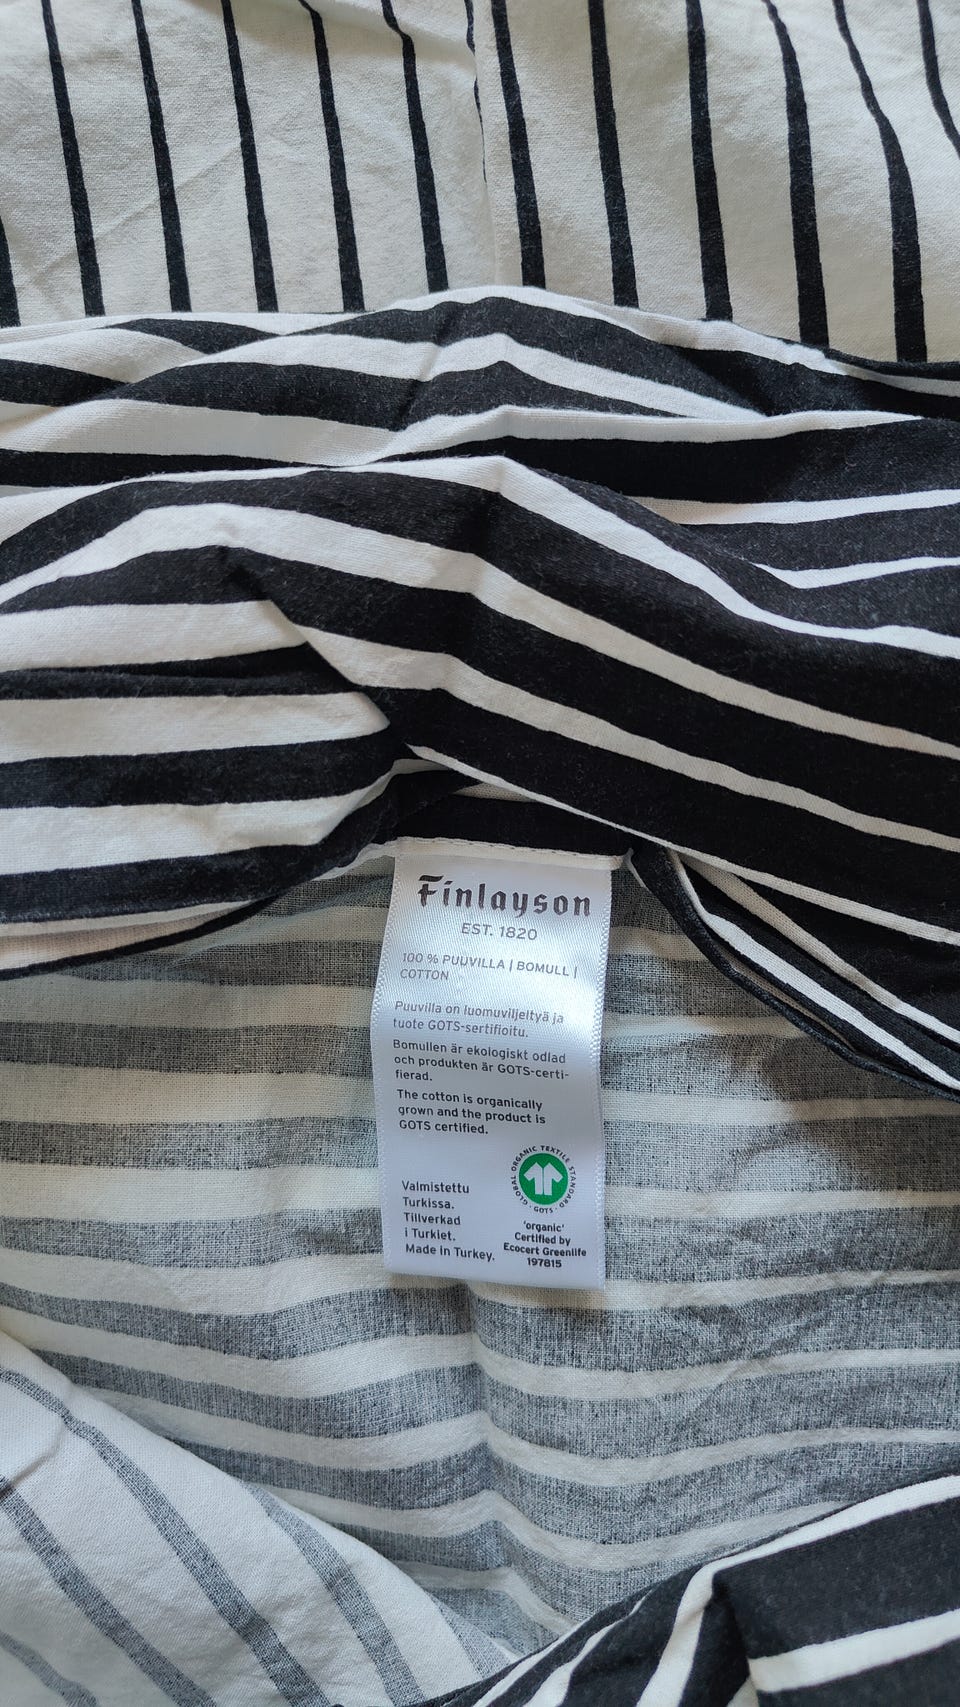 Finlayson
EST. 1820
100 % PUUVILLA | BOMULL |
COTTON
Puuvilla on luomuviljeltyä ja
tuote GOTS-sertifioitu.
Bomullen är ekologiskt odlad
och produkten är GOTS-certi-
fierad.
The cotton is organically
grown and the product is
GOTS certified.
GLOBAL ORGANIC TEXTILE STANDARD
· GOTS ·
Valmistettu
Turkissa.
Tillverkad
i Turkiet.
Made in Turkey.
'organic'
Certified by
Ecocert Greenlife
197815